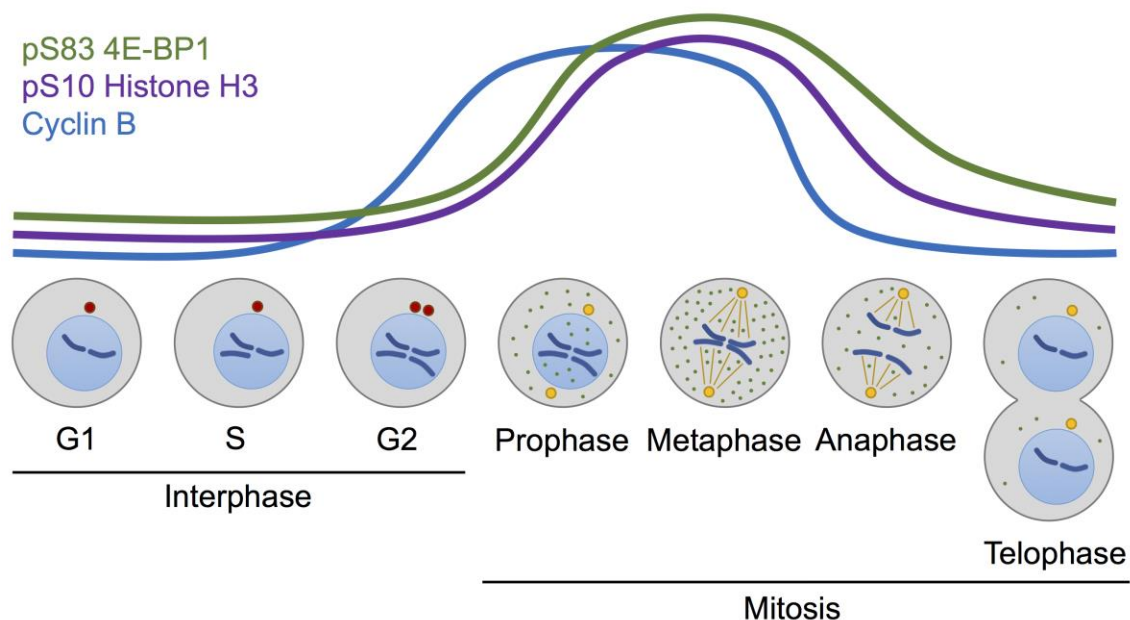 pS83 4E-BP1
pS10 Histone H3
Cyclin B
G1 S G2 Prophase Metaphase Anaphase
Interphase
Telophase
Mitosis